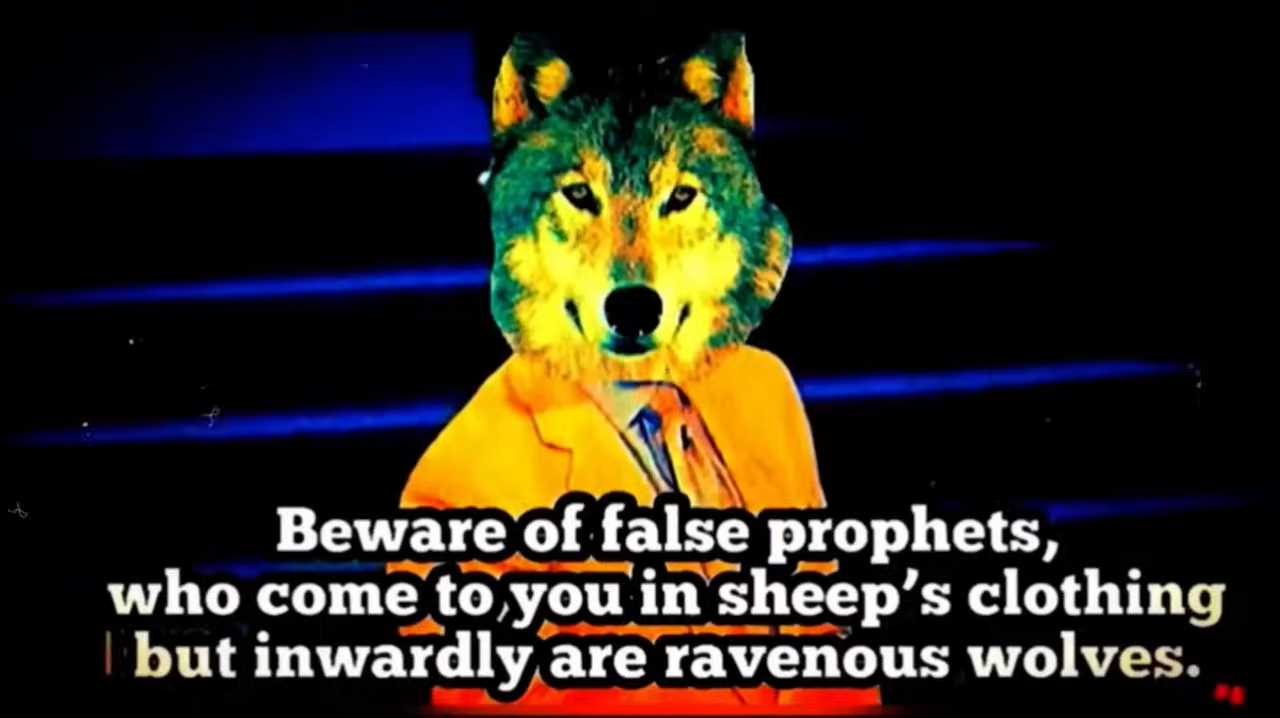 Beware of false prophets,
who come to you in sheep’s clothing
but inwardly are ravenous wolves.